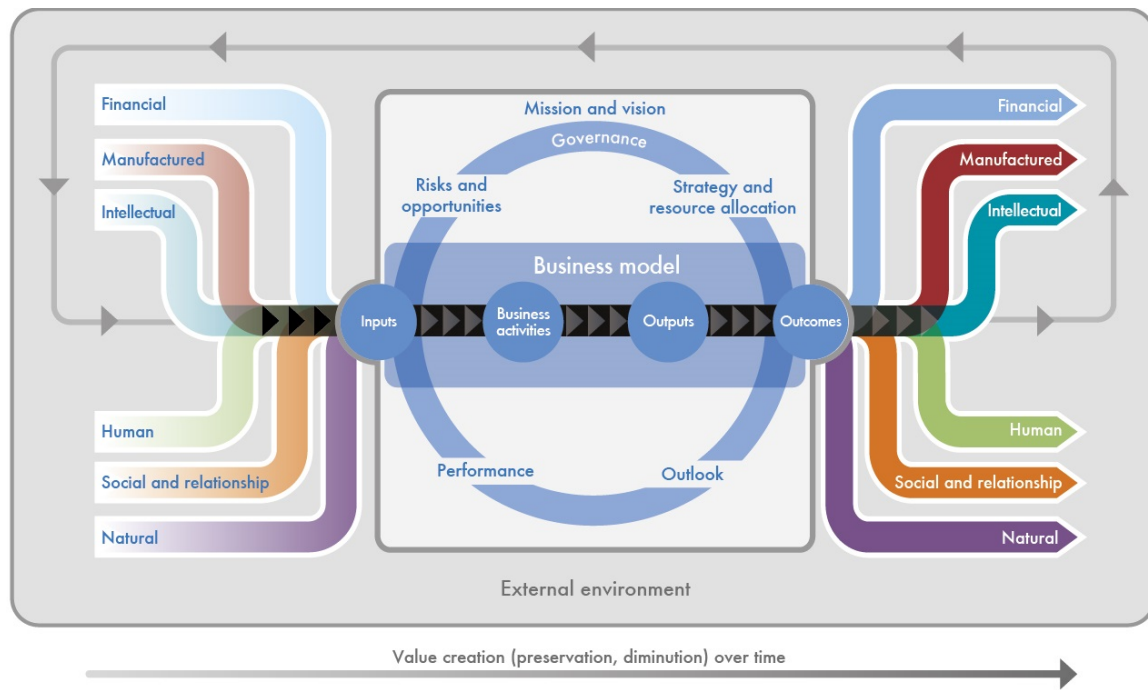 Financial
Manufactured
Intellectual
Human
Social and relationship
Natural
Mission and vision
Governance
Risks and
opportunities
Strategy and
resource allocation
Business model
Inputs
Business
activities
Outputs
Outcomes
Performance
Outlook
Financial
Manufactured
Intellectual
Human
Social and relationship
Natural
External environment
Value creation (preservation, diminution) over time